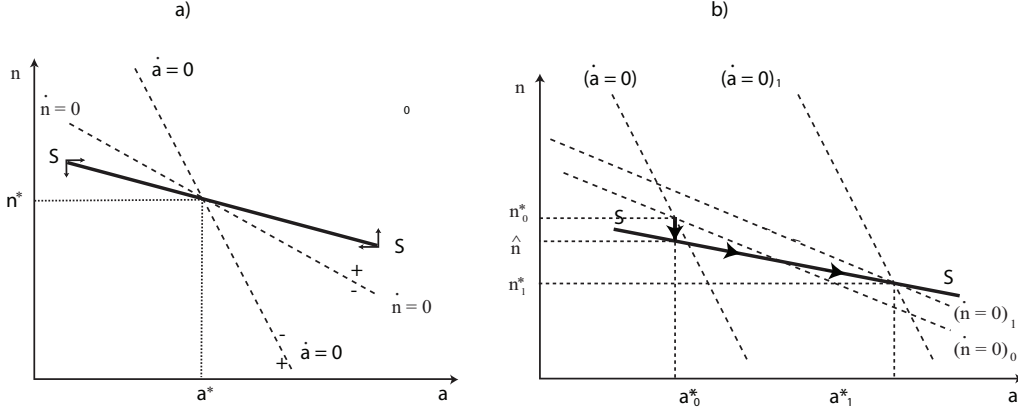 a)
n
ȧ = 0
ṅ = 0
0
S
n*
S
+
-
ṅ = 0
-
+
ȧ = 0
a*
a
b)
n
(ȧ = 0)
(ȧ = 0)₁
n*₀
S
n̂
n*₁
S
(ṅ = 0)₁
(ṅ = 0)₀
a*₀
a*₁
a